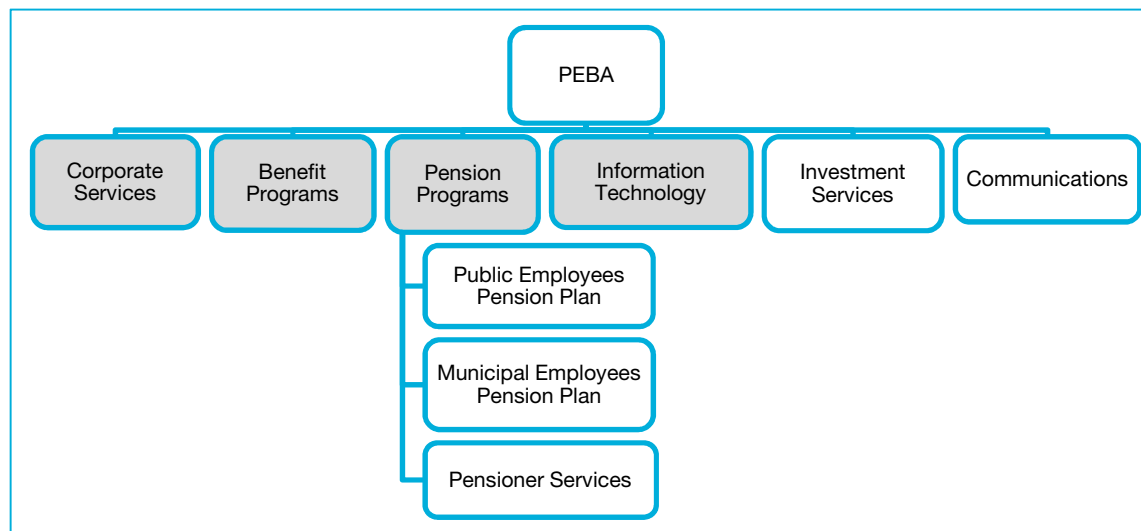 PEBA
Corporate
Services
Benefit
Programs
Pension
Programs
Information
Technology
Investment
Services
Communications
Public Employees
Pension Plan
Municipal Employees
Pension Plan
Pensioner Services